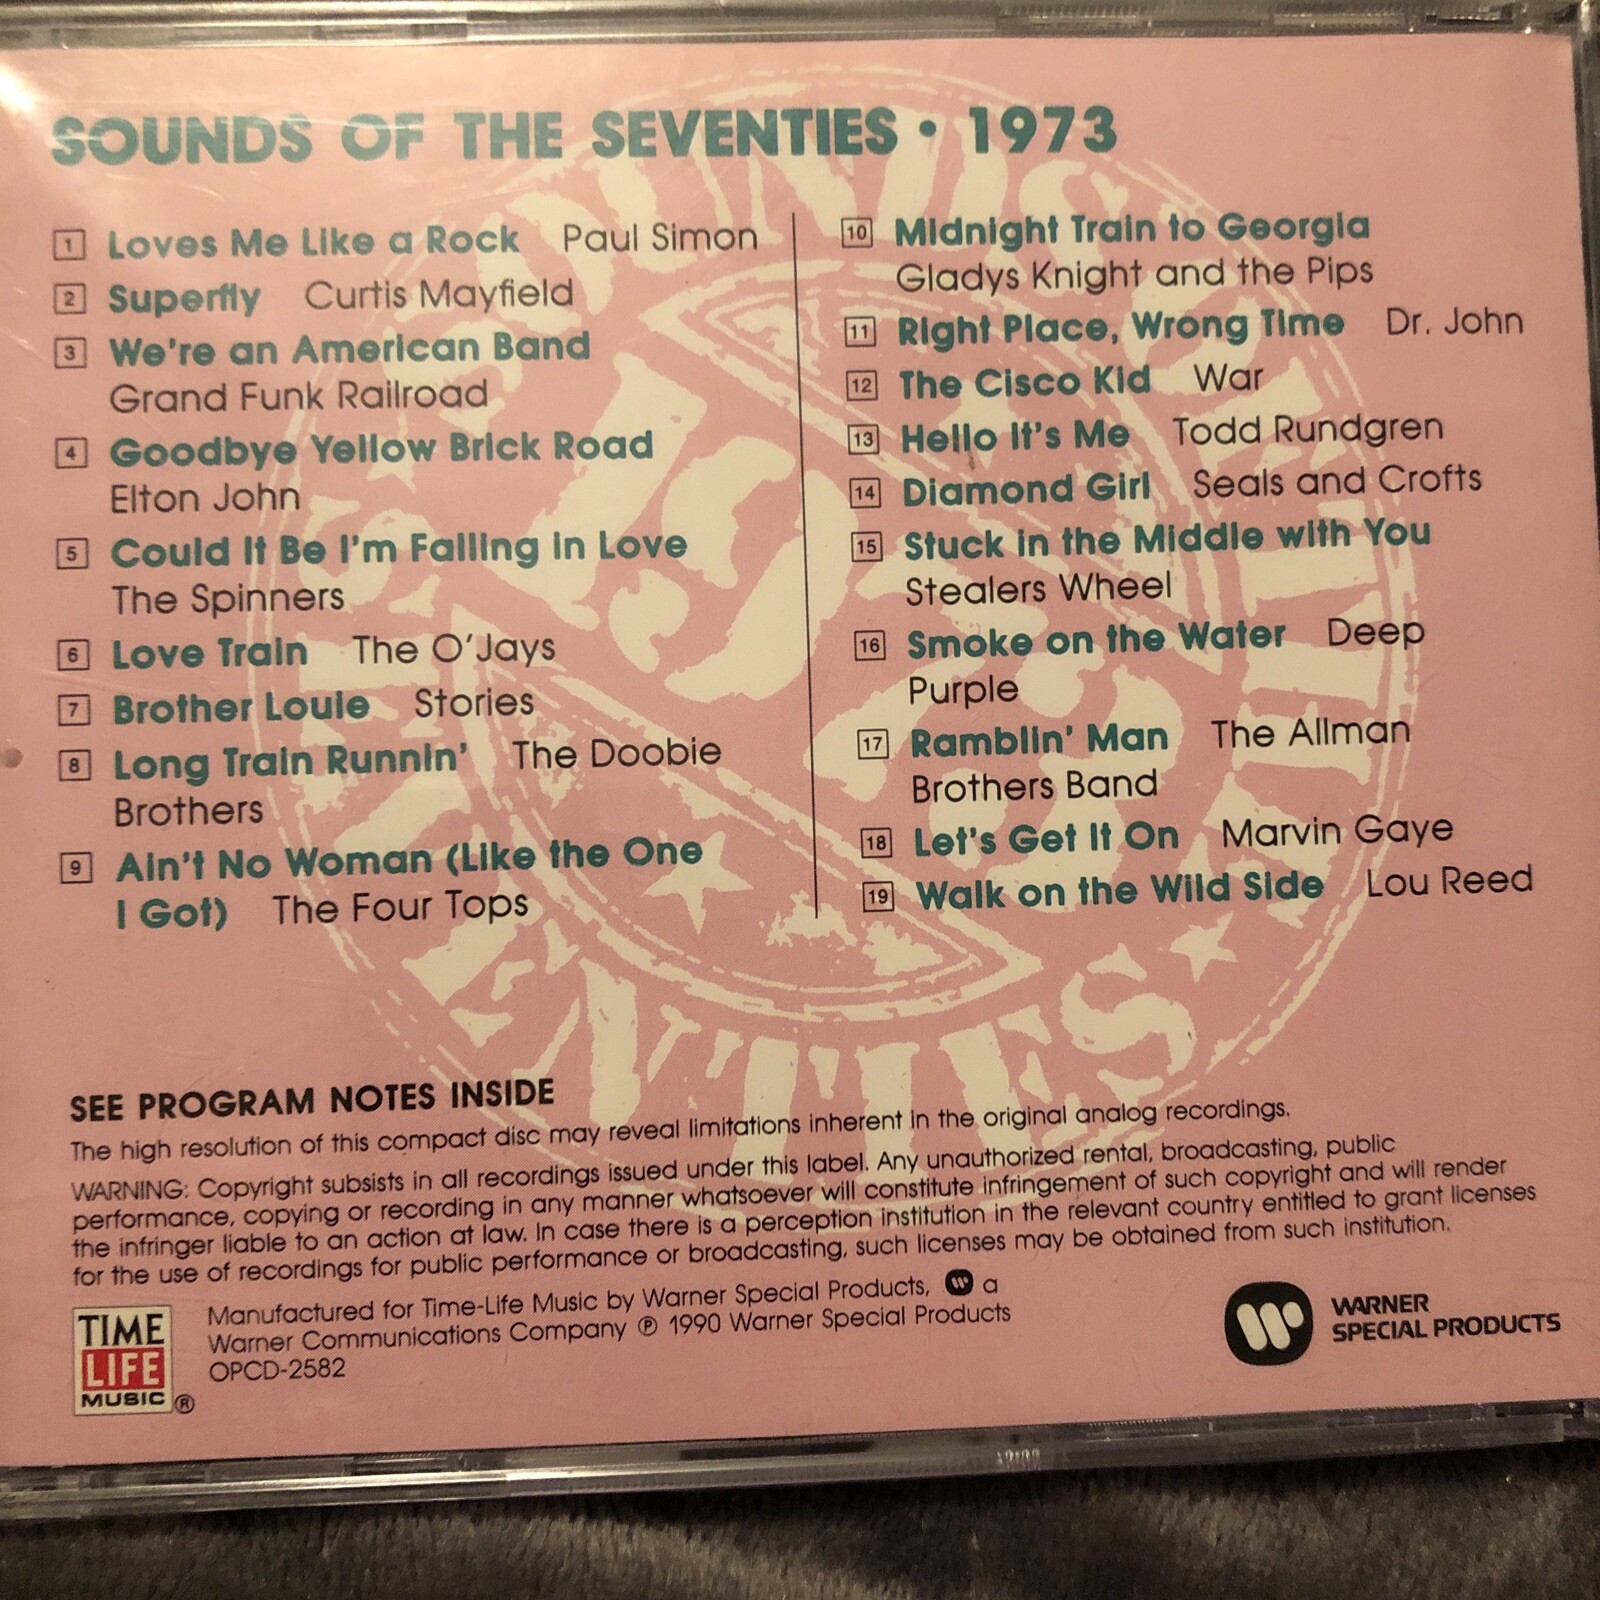 SOUNDS OF THE SEVENTIES • 1973
1 Loves Me Like a Rock Paul Simon
2 Superfly Curtis Mayfield
3 We're an American Band
Grand Funk Railroad
4 Goodbye Yellow Brick Road
Elton John
5 Could It Be I'm Falling in Love
The Spinners
6 Love Train The O'Jays
7 Brother Louie Stories
8 Long Train Runnin' The Doobie
Brothers
9 Ain't No Woman (Like the One
I Got) The Four Tops
10 Midnight Train to Georgia
Gladys Knight and the Pips
11 Right Place, Wrong Time Dr. John
12 The Cisco Kid War
13 Hello It's Me Todd Rundgren
14 Diamond Girl Seals and Crofts
15 Stuck in the Middle with You
Stealers Wheel
16 Smoke on the Water Deep
Purple
17 Ramblin' Man The Allman
Brothers Band
18 Let's Get It On Marvin Gaye
19 Walk on the Wild Side Lou Reed
SOUNDS OF THE SEVENTIES
70s
SEE PROGRAM NOTES INSIDE
The high resolution of this compact disc may reveal limitations inherent in the original analog recordings.
WARNING: Copyright subsists in all recordings issued under this label. Any unauthorized rental, broadcasting, public
performance, copying or recording in any manner whatsoever will constitute infringement of such copyright and will render
the infringer liable to an action at law. In case there is a perception institution in the relevant country entitled to grant licenses
for the use of recordings for public performance or broadcasting, such licenses may be obtained from such institution.
TIME
LIFE
MUSIC ®
Manufactured for Time-Life Music by Warner Special Products, a
Warner Communications Company ℗ 1990 Warner Special Products
OPCD-2582
WARNER
SPECIAL PRODUCTS